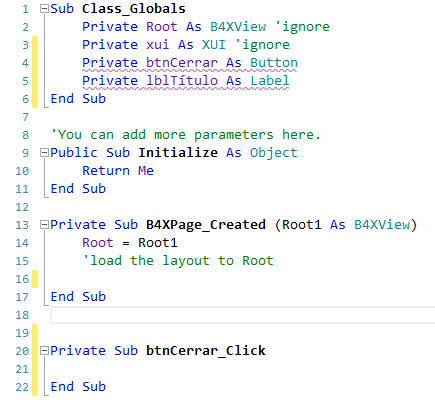 1 Sub Class_Globals
2 Private Root As B4XView 'ignore
3 Private xui As XUI 'ignore
4 Private btnCerrar As Button
5 Private lblTítulo As Label
6 End Sub
7
8 'You can add more parameters here.
9 Public Sub Initialize As Object
10 Return Me
11 End Sub
12
13 Private Sub B4XPage_Created (Root1 As B4XView)
14 Root = Root1
15 'load the layout to Root
16
17 End Sub
18
19
20 Private Sub btnCerrar_Click
21
22 End Sub